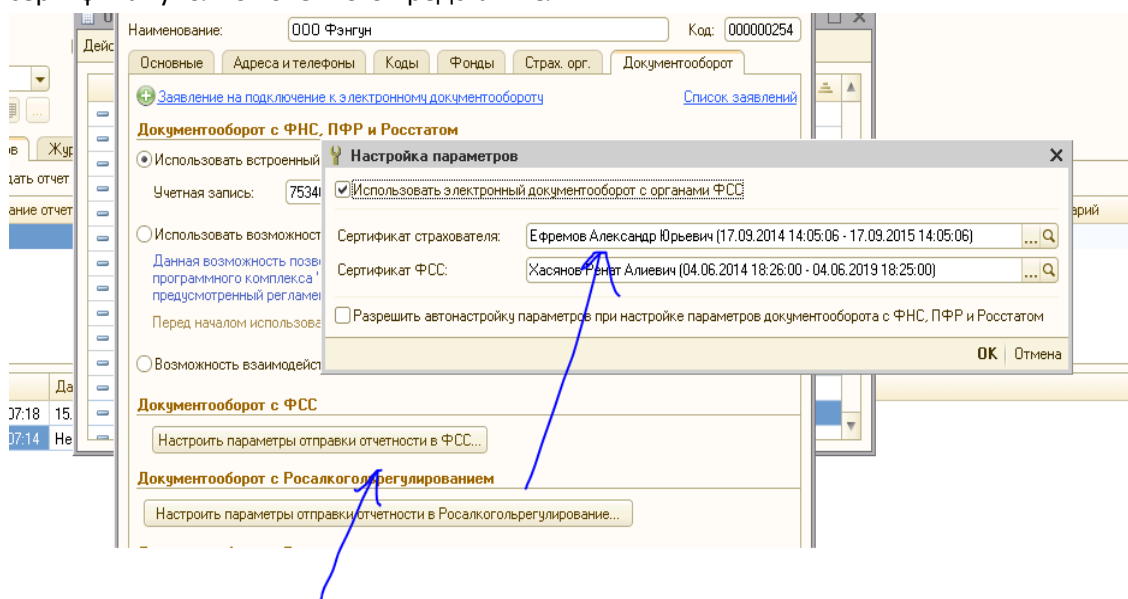 Наименование: ООО Фэнгун Код: 000000254
Дейс
Основные Адреса и телефоны Коды Фонды Страх. орг. Документооборот
Заявление на подключение к электронному документообороту Список заявлений
Документооборот с ФНС, ПФР и Росстатом
Жур
Использовать встроенный
Настройка параметров
дать отчет
Учетная запись: 7534
Использовать электронный документооборот с органами ФСС
ание отчет
арий
Использовать возможност
Сертификат страхователя: Ефремов Александр Юрьевич (17.09.2014 14:05:06 - 17.09.2015 14:05:06) ...
Данная возможность позво
программного комплекса '
предусмотренный регламен
Сертификат ФСС: Хасянов Ренат Алиевич (04.06.2014 18:26:00 - 04.06.2019 18:25:00) ...
Перед началом использова
Разрешить автонастройку параметров при настройке параметров документооборота с ФНС, ПФР и Росстатом
Возможность взаимодейст
OK Отмена
Да
Документооборот с ФСС
07:18 15.
07:14 Не
Настроить параметры отправки отчетности в ФСС...
Документооборот с Росалкогольрегулированием
Настроить параметры отправки отчетности в Росалкогольрегулирование...